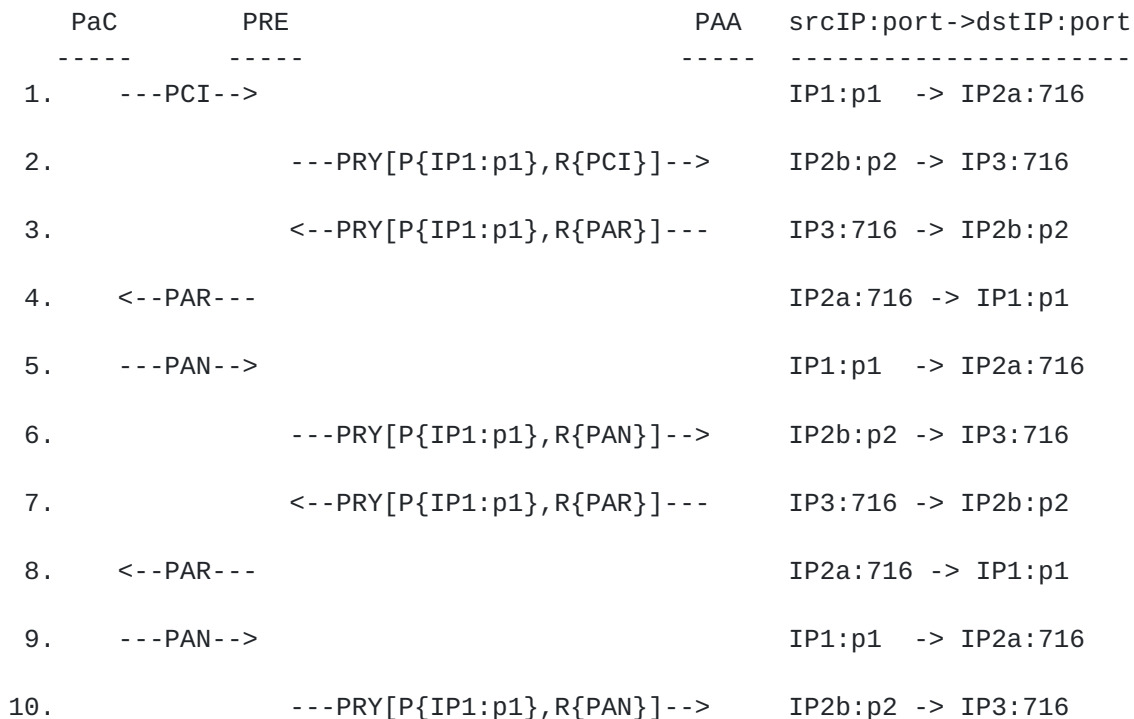 PaC        PRE                          PAA   srcIP:port->dstIP:port
    -----      -----                        -----  ----------------------
 1.    ---PCI-->                                   IP1:p1  -> IP2a:716
 2.                ---PRY[P{IP1:p1},R{PCI}]-->     IP2b:p2 -> IP3:716
 3.                <--PRY[P{IP1:p1},R{PAR}]---     IP3:716 -> IP2b:p2
 4.    <--PAR---                                   IP2a:716 -> IP1:p1
 5.    ---PAN-->                                   IP1:p1  -> IP2a:716
 6.                ---PRY[P{IP1:p1},R{PAN}]-->     IP2b:p2 -> IP3:716
 7.                <--PRY[P{IP1:p1},R{PAR}]---     IP3:716 -> IP2b:p2
 8.    <--PAR---                                   IP2a:716 -> IP1:p1
 9.    ---PAN-->                                   IP1:p1  -> IP2a:716
10.                ---PRY[P{IP1:p1},R{PAN}]-->     IP2b:p2 -> IP3:716